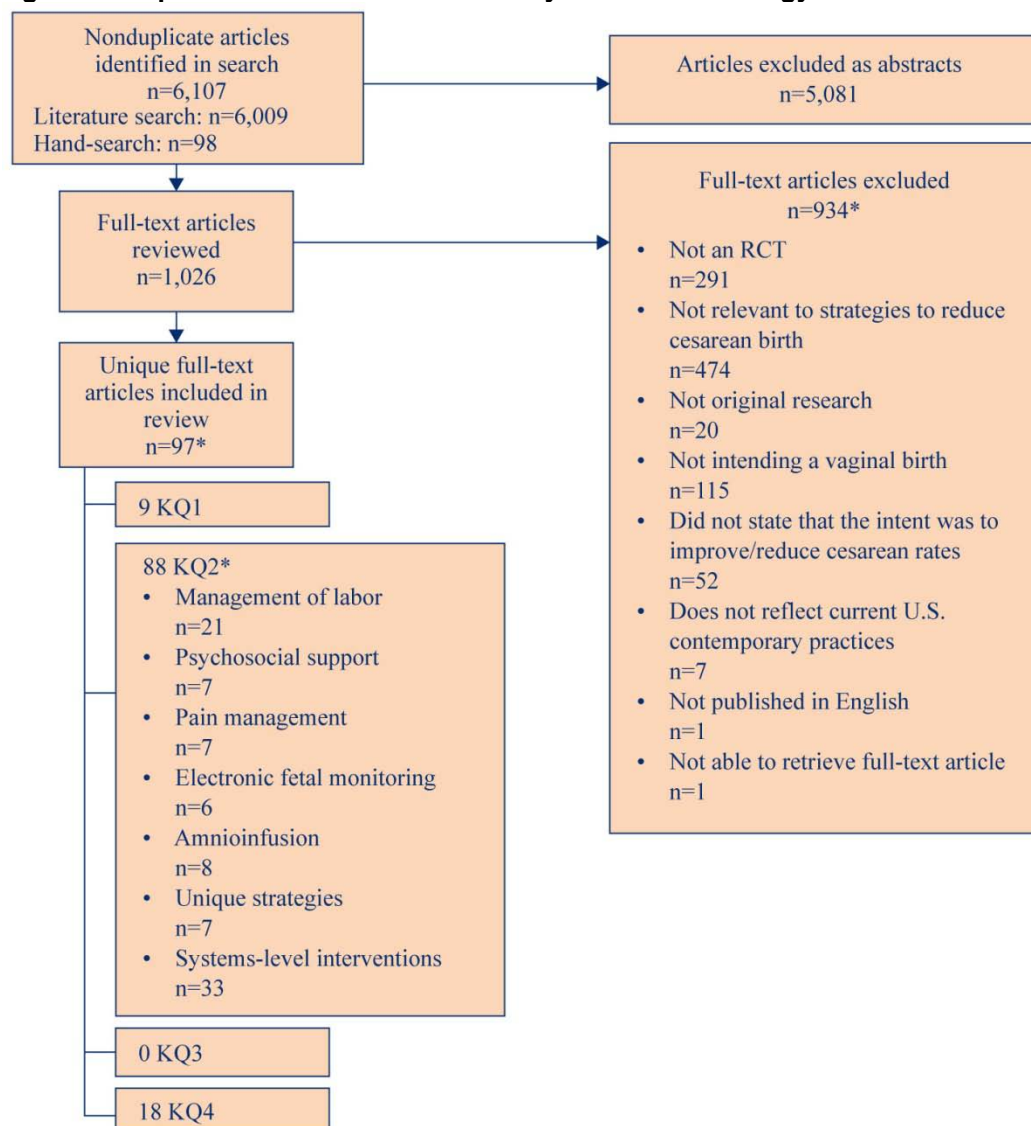 Nonduplicate articles
identified in search
n=6,107
Literature search: n=6,009
Hand-search: n=98
Articles excluded as abstracts
n=5,081
Full-text articles
reviewed
n=1,026
Full-text articles excluded
n=934*
• Not an RCT
n=291
• Not relevant to strategies to reduce
cesarean birth
n=474
• Not original research
n=20
• Not intending a vaginal birth
n=115
• Did not state that the intent was to
improve/reduce cesarean rates
n=52
• Does not reflect current U.S.
contemporary practices
n=7
• Not published in English
n=1
• Not able to retrieve full-text article
n=1
Unique full-text
articles included in
review
n=97*
9 KQ1
88 KQ2*
• Management of labor
n=21
• Psychosocial support
n=7
• Pain management
n=7
• Electronic fetal monitoring
n=6
• Amnioinfusion
n=8
• Unique strategies
n=7
• Systems-level interventions
n=33
0 KQ3
18 KQ4